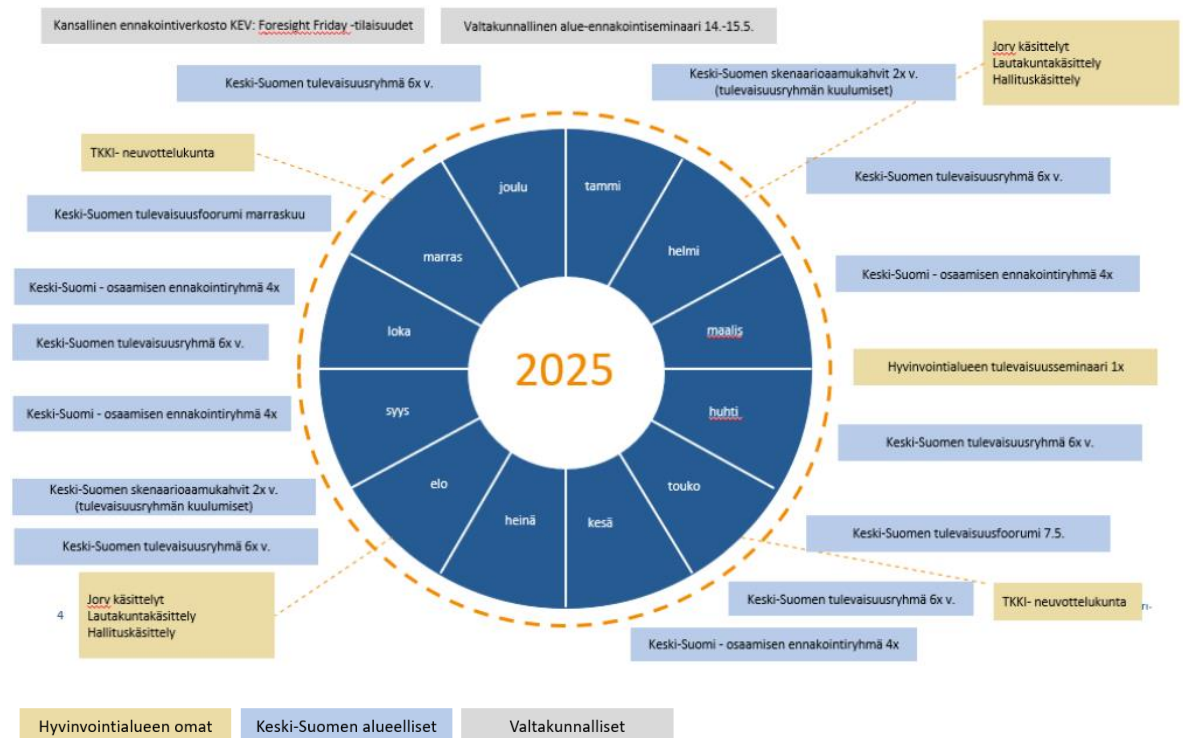 Kansallinen ennakointiverkosto KEV: Foresight Friday -tilaisuudet
Valtakunnallinen alue-ennakointiseminaari 14.-15.5.
Keski-Suomen tulevaisuusryhmä 6x v.
Keski-Suomen skenaarioaamukahvit 2x v.
(tulevaisuusryhmän kuulumiset)
Jory käsittelyt
Lautakuntakäsittely
Hallituskäsittely
TKKI- neuvottelukunta
Keski-Suomen tulevaisuusryhmä 6x v.
Keski-Suomen tulevaisuusfoorumi marraskuu
Keski-Suomi - osaamisen ennakointiryhmä 4x
Keski-Suomi - osaamisen ennakointiryhmä 4x
Keski-Suomen tulevaisuusryhmä 6x v.
Hyvinvointialueen tulevaisuusseminaari 1x
Keski-Suomi - osaamisen ennakointiryhmä 4x
Keski-Suomen tulevaisuusryhmä 6x v.
Keski-Suomen skenaarioaamukahvit 2x v.
(tulevaisuusryhmän kuulumiset)
Keski-Suomen tulevaisuusryhmä 6x v.
Keski-Suomen tulevaisuusfoorumi 7.5.
Jory käsittelyt
Lautakuntakäsittely
Hallituskäsittely
4
Keski-Suomen tulevaisuusryhmä 6x v.
TKKI- neuvottelukunta
Keski-Suomi - osaamisen ennakointiryhmä 4x
joulu
tammi
marras
helmi
loka
maalis
2025
syys
huhti
elo
touko
heinä
kesä
Hyvinvointialueen omat
Keski-Suomen alueelliset
Valtakunnalliset